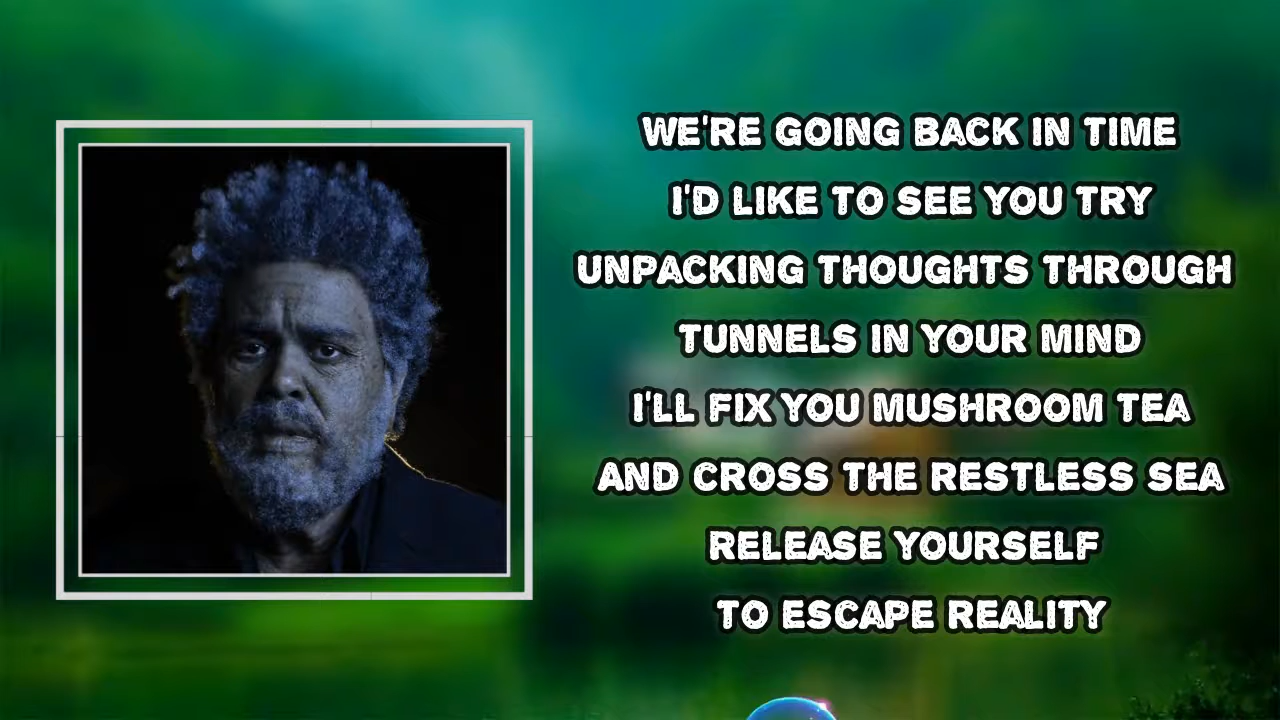 WE'RE GOING BACK IN TIME
I'D LIKE TO SEE YOU TRY
UNPACKING THOUGHTS THROUGH
TUNNELS IN YOUR MIND
I'LL FIX YOU MUSHROOM TEA
AND CROSS THE RESTLESS SEA
RELEASE YOURSELF
TO ESCAPE REALITY